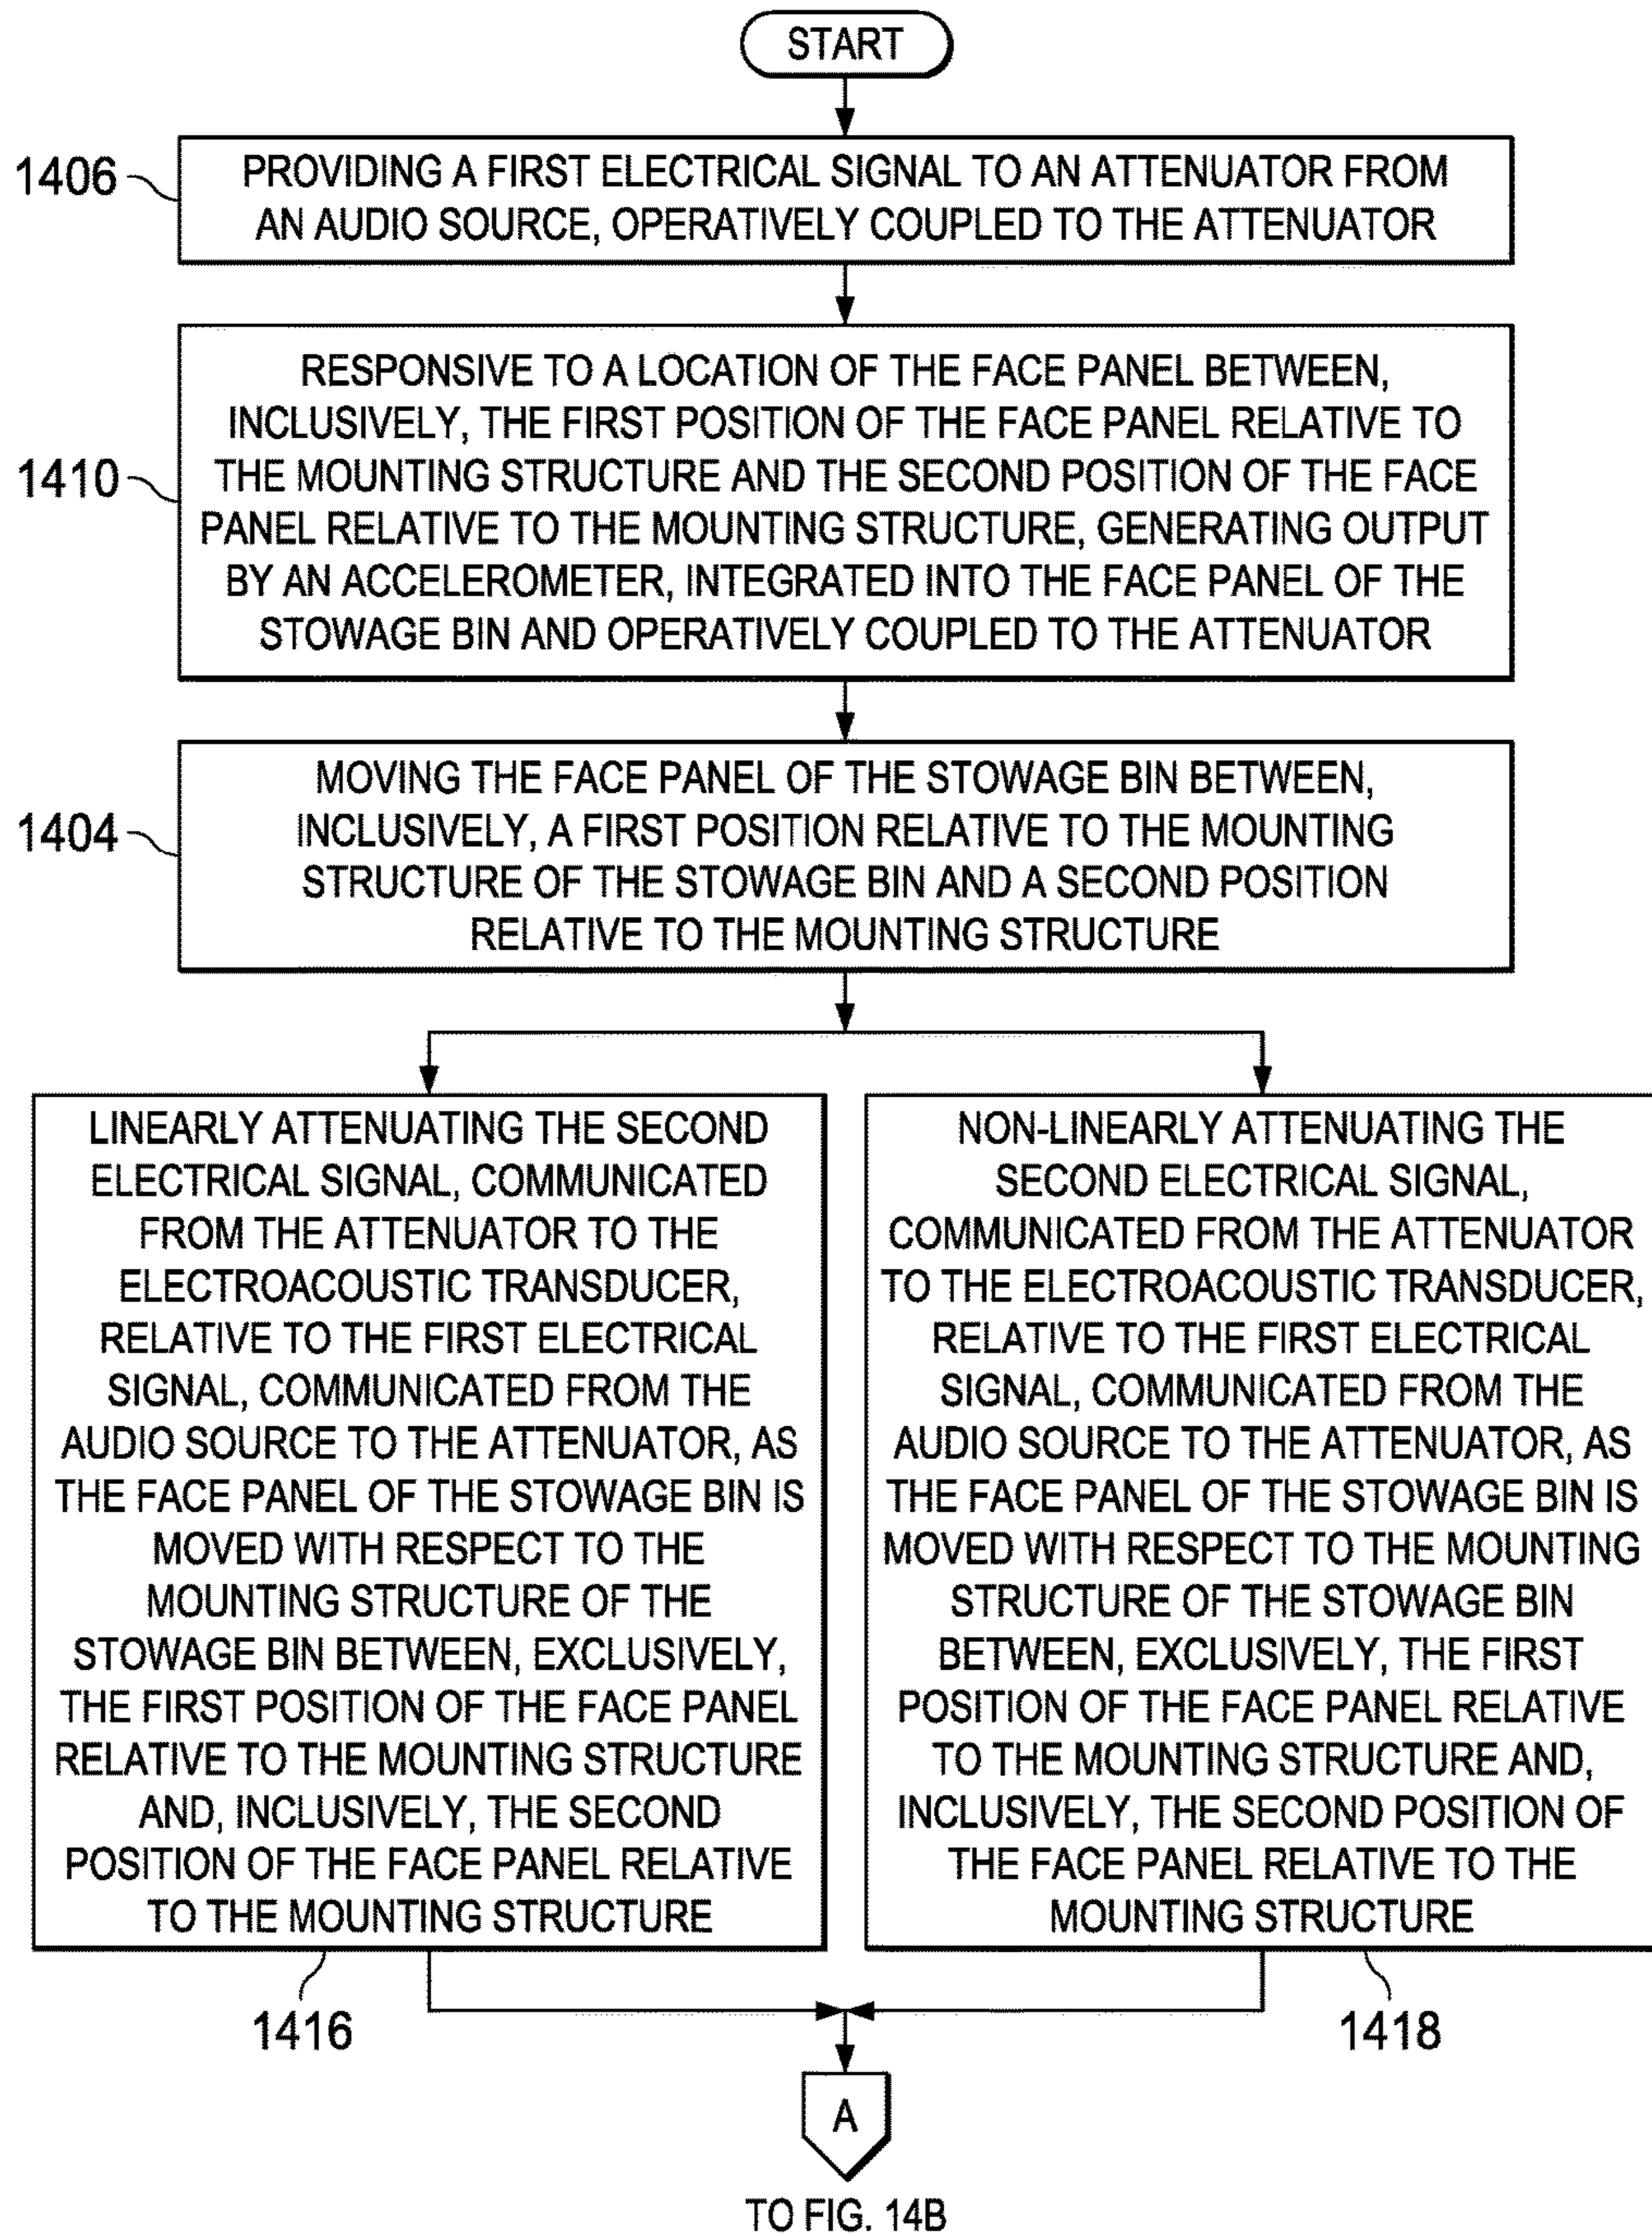 START
1406
PROVIDING A FIRST ELECTRICAL SIGNAL TO AN ATTENUATOR FROM
AN AUDIO SOURCE, OPERATIVELY COUPLED TO THE ATTENUATOR
1410
RESPONSIVE TO A LOCATION OF THE FACE PANEL BETWEEN,
INCLUSIVELY, THE FIRST POSITION OF THE FACE PANEL RELATIVE TO
THE MOUNTING STRUCTURE AND THE SECOND POSITION OF THE FACE
PANEL RELATIVE TO THE MOUNTING STRUCTURE, GENERATING OUTPUT
BY AN ACCELEROMETER, INTEGRATED INTO THE FACE PANEL OF THE
STOWAGE BIN AND OPERATIVELY COUPLED TO THE ATTENUATOR
1404
MOVING THE FACE PANEL OF THE STOWAGE BIN BETWEEN,
INCLUSIVELY, A FIRST POSITION RELATIVE TO THE MOUNTING
STRUCTURE OF THE STOWAGE BIN AND A SECOND POSITION
RELATIVE TO THE MOUNTING STRUCTURE
LINEARLY ATTENUATING THE SECOND
ELECTRICAL SIGNAL, COMMUNICATED
FROM THE ATTENUATOR TO THE
ELECTROACOUSTIC TRANSDUCER,
RELATIVE TO THE FIRST ELECTRICAL
SIGNAL, COMMUNICATED FROM THE
AUDIO SOURCE TO THE ATTENUATOR, AS
THE FACE PANEL OF THE STOWAGE BIN IS
MOVED WITH RESPECT TO THE
MOUNTING STRUCTURE OF THE
STOWAGE BIN BETWEEN, EXCLUSIVELY,
THE FIRST POSITION OF THE FACE PANEL
RELATIVE TO THE MOUNTING STRUCTURE
AND, INCLUSIVELY, THE SECOND
POSITION OF THE FACE PANEL RELATIVE
TO THE MOUNTING STRUCTURE
1416
NON-LINEARLY ATTENUATING THE
SECOND ELECTRICAL SIGNAL,
COMMUNICATED FROM THE ATTENUATOR
TO THE ELECTROACOUSTIC TRANSDUCER,
RELATIVE TO THE FIRST ELECTRICAL
SIGNAL, COMMUNICATED FROM THE
AUDIO SOURCE TO THE ATTENUATOR, AS
THE FACE PANEL OF THE STOWAGE BIN IS
MOVED WITH RESPECT TO THE MOUNTING
STRUCTURE OF THE STOWAGE BIN
BETWEEN, EXCLUSIVELY, THE FIRST
POSITION OF THE FACE PANEL RELATIVE
TO THE MOUNTING STRUCTURE AND,
INCLUSIVELY, THE SECOND POSITION OF
THE FACE PANEL RELATIVE TO THE
MOUNTING STRUCTURE
1418
A
TO FIG. 14B